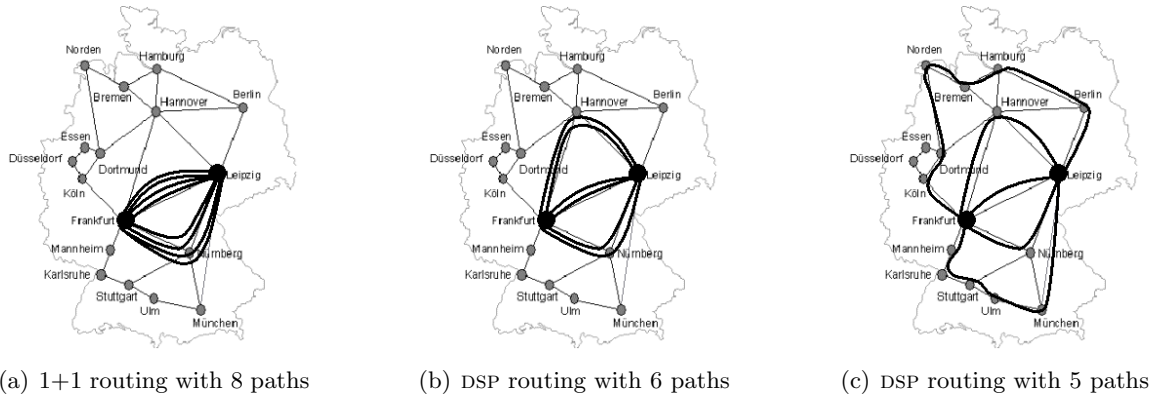 Norden
Hamburg
Bremen
Hannover
Berlin
Essen
Düsseldorf
Dortmund
Köln
Leipzig
Frankfurt
Mannheim
Nürnberg
Karlsruhe
Stuttgart
Ulm
München
(a) 1+1 routing with 8 paths
Norden
Hamburg
Bremen
Hannover
Berlin
Essen
Düsseldorf
Dortmund
Köln
Leipzig
Frankfurt
Mannheim
Nürnberg
Karlsruhe
Stuttgart
Ulm
München
(b) DSP routing with 6 paths
Norden
Hamburg
Bremen
Hannover
Berlin
Essen
Düsseldorf
Dortmund
Köln
Leipzig
Frankfurt
Mannheim
Nürnberg
Karlsruhe
Stuttgart
Ulm
München
(c) DSP routing with 5 paths